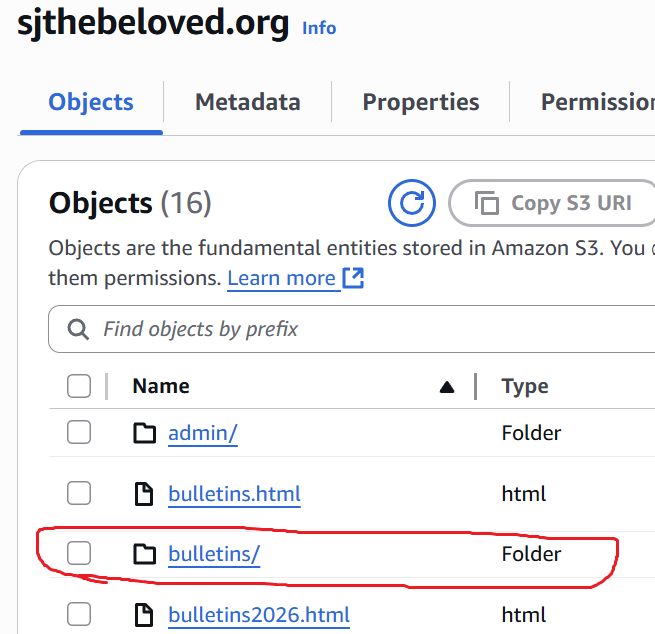 sjthebeloved.org Info
Objects Metadata Properties Permission
Objects (16) Copy S3 URI
Objects are the fundamental entities stored in Amazon S3. You
them permissions. Learn more
Find objects by prefix
Name Type
admin/ Folder
bulletins.html html
bulletins/ Folder
bulletins2026.html html